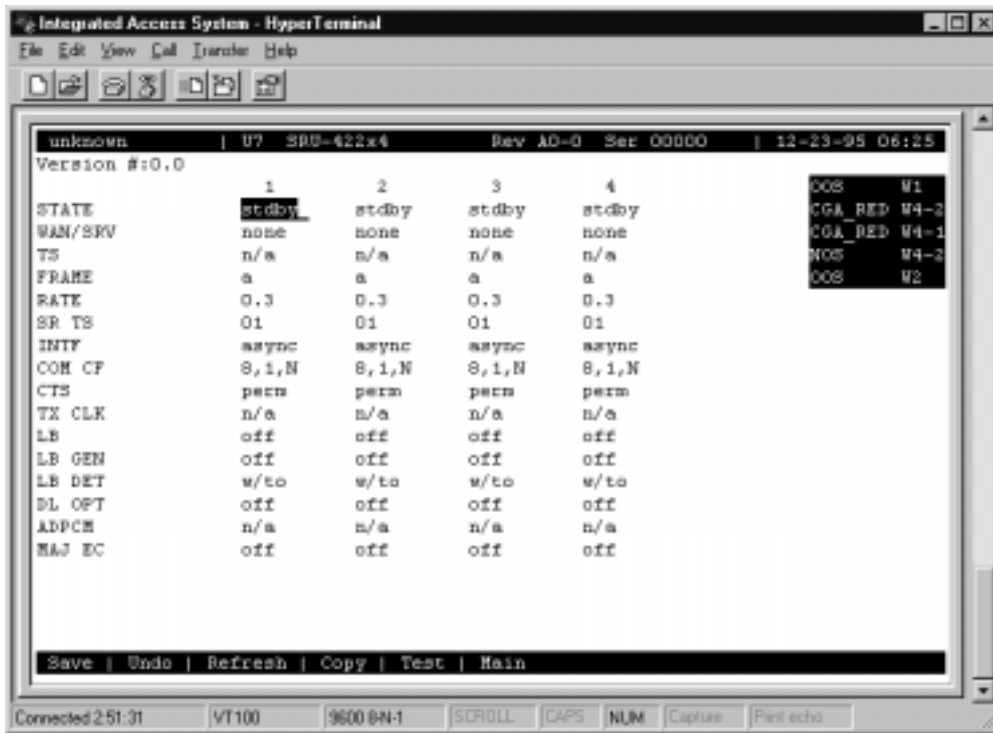 Integrated Access System - HyperTerminal
File Edit View Call Transfer Help
unknown | U7 SRU-422x4 Rev A0-0 Ser 00000 | 12-23-95 06:25
Version #:0.0
1 2 3 4 OOS W1
STATE stdby stdby stdby stdby CGA_RED W4-2
WAN/SRV none none none none CGA_RED W4-1
TS n/a n/a n/a n/a NOS W4-2
FRAME a a a a OOS W2
RATE 0.3 0.3 0.3 0.3
SR TS 01 01 01 01
INTF async async async async
COM CF 8,1,N 8,1,N 8,1,N 8,1,N
CTS perm perm perm perm
TX CLK n/a n/a n/a n/a
LB off off off off
LB GEN off off off off
LB DET w/to w/to w/to w/to
DL OPT off off off off
ADPCM n/a n/a n/a n/a
MAJ EC off off off off
Save | Undo | Refresh | Copy | Test | Main
Connected 2:51:31 VT100 9600 8-N-1 SCROLL CAPS NUM Capture Print echo